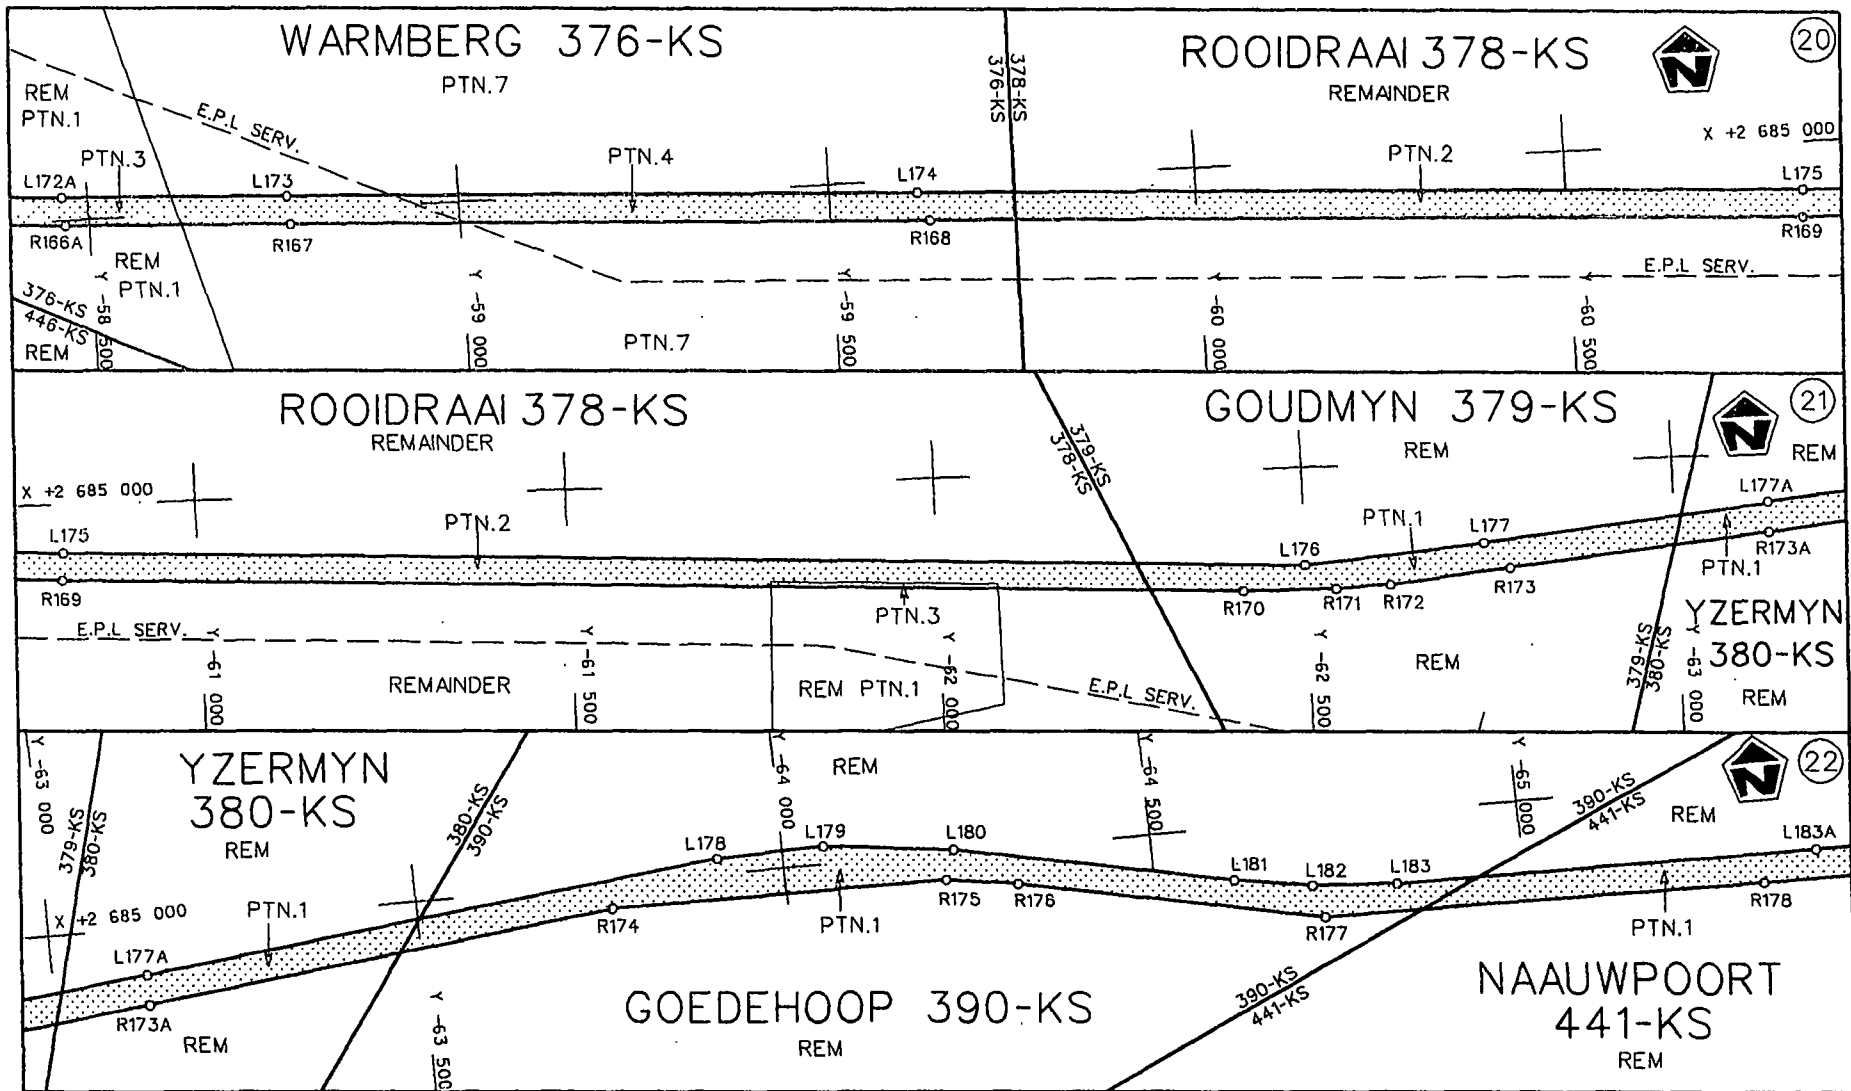 WARMBERG 376-KS
PTN.7
376-KS
378-KS
ROOIDRAAI 378-KS
REMAINDER
N
20
REM
PTN.1
E.P.L SERV.
X +2 685 000
PTN.3
PTN.4
PTN.2
L172A
L173
L174
L175
R166A
R167
R168
R169
REM
PTN.1
E.P.L SERV.
376-KS
446-KS
REM
Y -58 500
Y -59 000
PTN.7
Y -59 500
Y -60 000
Y -60 500
ROOIDRAAI 378-KS
REMAINDER
379-KS
378-KS
GOUDMYN 379-KS
REM
N
21
REM
X +2 685 000
PTN.2
PTN.1
L175
L176
L177
L177A
R169
PTN.3
R170
R171
R172
R173
PTN.1
R173A
E.P.L SERV.
Y -61 000
REMAINDER
Y -61 500
REM PTN.1
Y -62 000
E.P.L SERV.
Y -62 500
REM
379-KS
380-KS
Y -63 000
YZERMYN
380-KS
REM
Y -63 000
379-KS
380-KS
YZERMYN
380-KS
REM
380-KS
390-KS
Y -64 000
REM
Y -64 500
Y -65 000
390-KS
441-KS
REM
N
22
L178
L179
L180
L181
L182
L183
L183A
X +2 685 000
PTN.1
L177A
R173A
REM
R174
PTN.1
R175
R176
R177
PTN.1
R178
Y -63 500
GOEDEHOOP 390-KS
REM
390-KS
441-KS
NAAUWPOORT
441-KS
REM